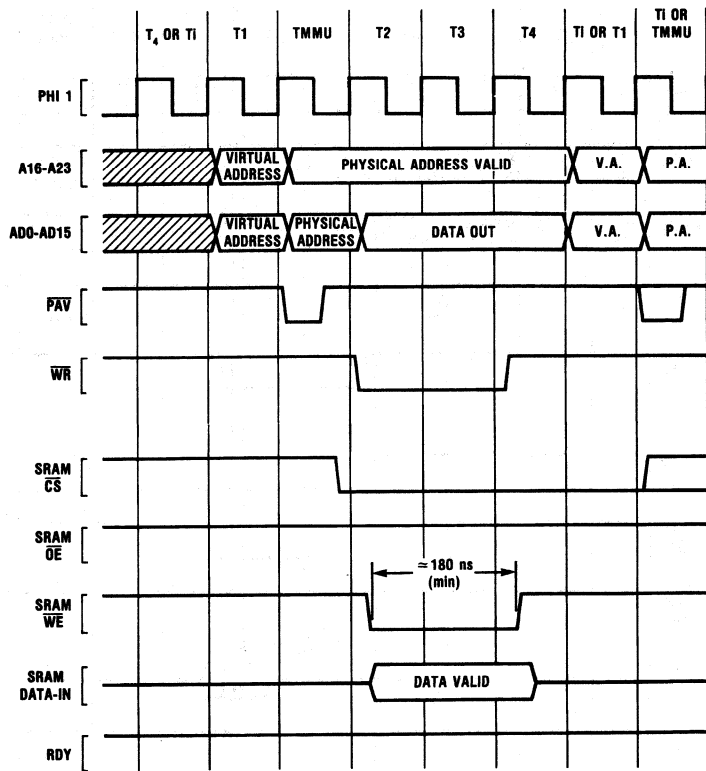 T4 OR Ti T1 TMMU T2 T3 T4 Ti OR T1 Ti OR TMMU
PHI 1
A16-A23 VIRTUAL ADDRESS PHYSICAL ADDRESS VALID V.A. P.A.
AD0-AD15 VIRTUAL ADDRESS PHYSICAL ADDRESS DATA OUT V.A. P.A.
PAV
WR
SRAM CS
SRAM OE
≈180 ns (min)
SRAM WE
SRAM DATA-IN DATA VALID
RDY